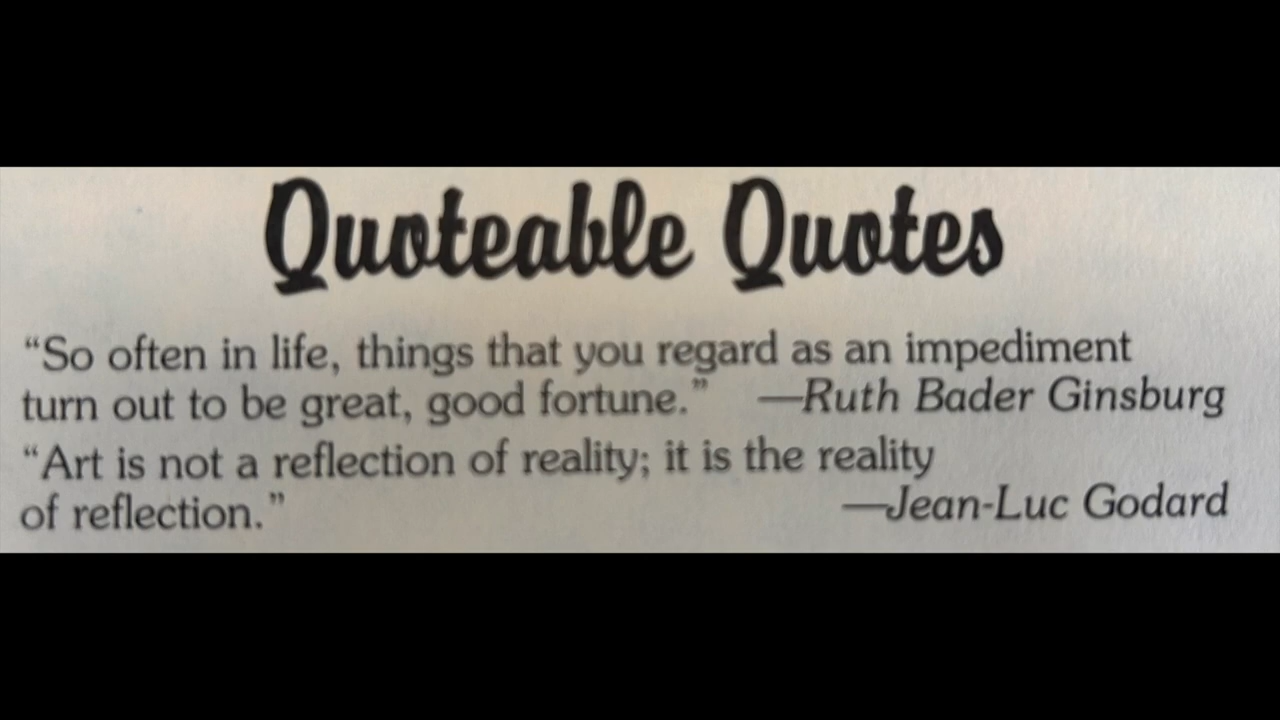 Quoteable Quotes
“So often in life, things that you regard as an impediment
turn out to be great, good fortune.” —Ruth Bader Ginsburg
“Art is not a reflection of reality; it is the reality
of reflection.” —Jean-Luc Godard